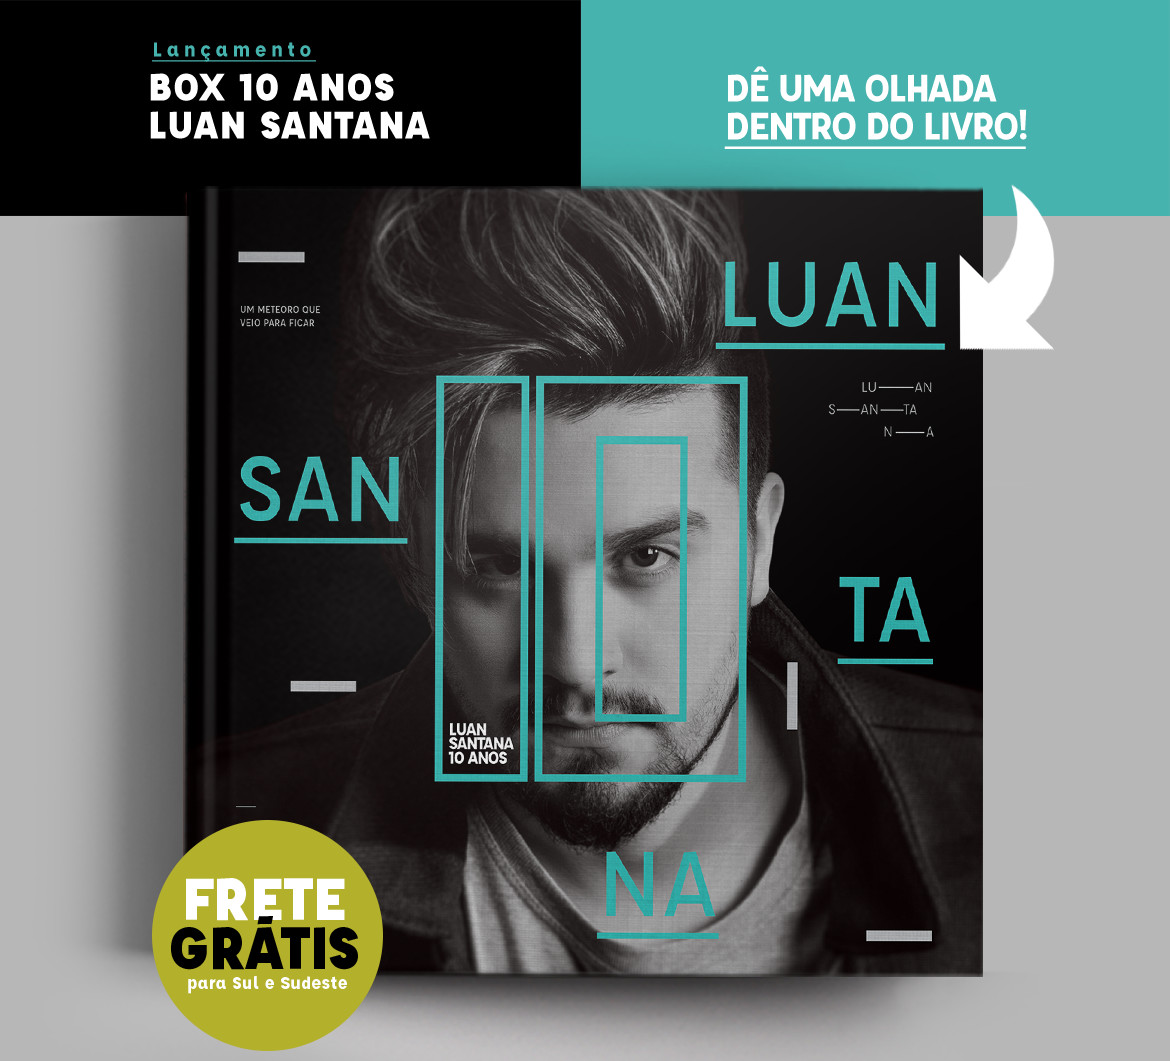 Lançamento
BOX 10 ANOS
LUAN SANTANA
DÊ UMA OLHADA
DENTRO DO LIVRO!
LUAN
UM METEORO QUE
VEIO PARA FICAR
LU AN
S AN TA
N A
SAN
10
TA
LUAN
SANTANA
10 ANOS
NA
FRETE
GRÁTIS
para Sul e Sudeste